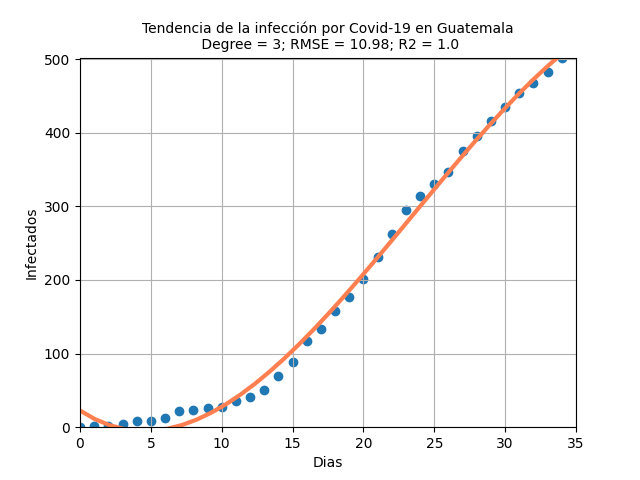 Tendencia de la infección por Covid-19 en Guatemala
Degree = 3; RMSE = 10.98; R2 = 1.0
500
400
300
200
100
0
Infectados
0 5 10 15 20 25 30 35
Dias